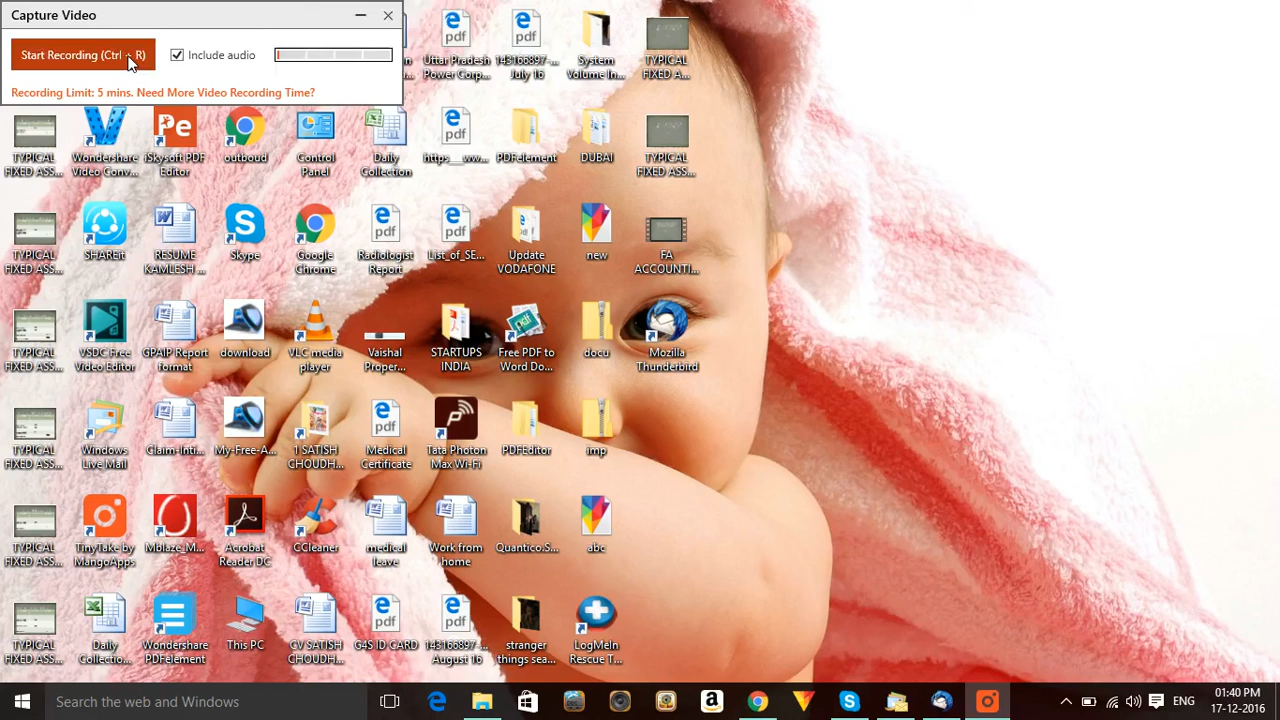 Capture Video
Start Recording (Ctrl + R)
Include audio
Recording Limit: 5 mins. Need More Video Recording Time?
Uttar Pradesh
Power Corp...
143166897-...
July 16
System
Volume In...
TYPICAL
FIXED A...
TYPICAL
FIXED ASS...
Wondershare
Video Conv...
iSkysoft PDF
Editor
outboud
Control
Panel
Daily
Collection
https___ww...
PDFelement
DUBAI
TYPICAL
FIXED ASS...
TYPICAL
FIXED ASS...
SHAREit
RESUME
KAMLESH ...
Skype
Google
Chrome
Radiologist
Report
List_of_SE...
Update
VODAFONE
new
FA
ACCOUNTI...
TYPICAL
FIXED ASS...
VSDC Free
Video Editor
GPAIP Report
format
download
VLC media
player
Vaishal
Proper...
STARTUPS
INDIA
Free PDF to
Word Do...
docu
Mozilla
Thunderbird
TYPICAL
FIXED ASS...
Windows
Live Mail
Claim-Inti...
My-Free-A...
1 SATISH
CHOUDH...
Medical
Certificate
Tata Photon
Max Wi-Fi
PDFEditor
imp
TYPICAL
FIXED ASS...
TinyTake by
MangoApps
Mblaze_M...
Acrobat
Reader DC
CCleaner
medical
leave
Work from
home
Quantico.S...
abc
TYPICAL
FIXED ASS...
Daily
Collectio...
Wondershare
PDFelement
This PC
CV SATISH
CHOUDH...
G4S ID CARD
143166897-...
August 16
stranger
things sea...
LogMeIn
Rescue T...
Search the web and Windows
ENG
01:40 PM
17-12-2016